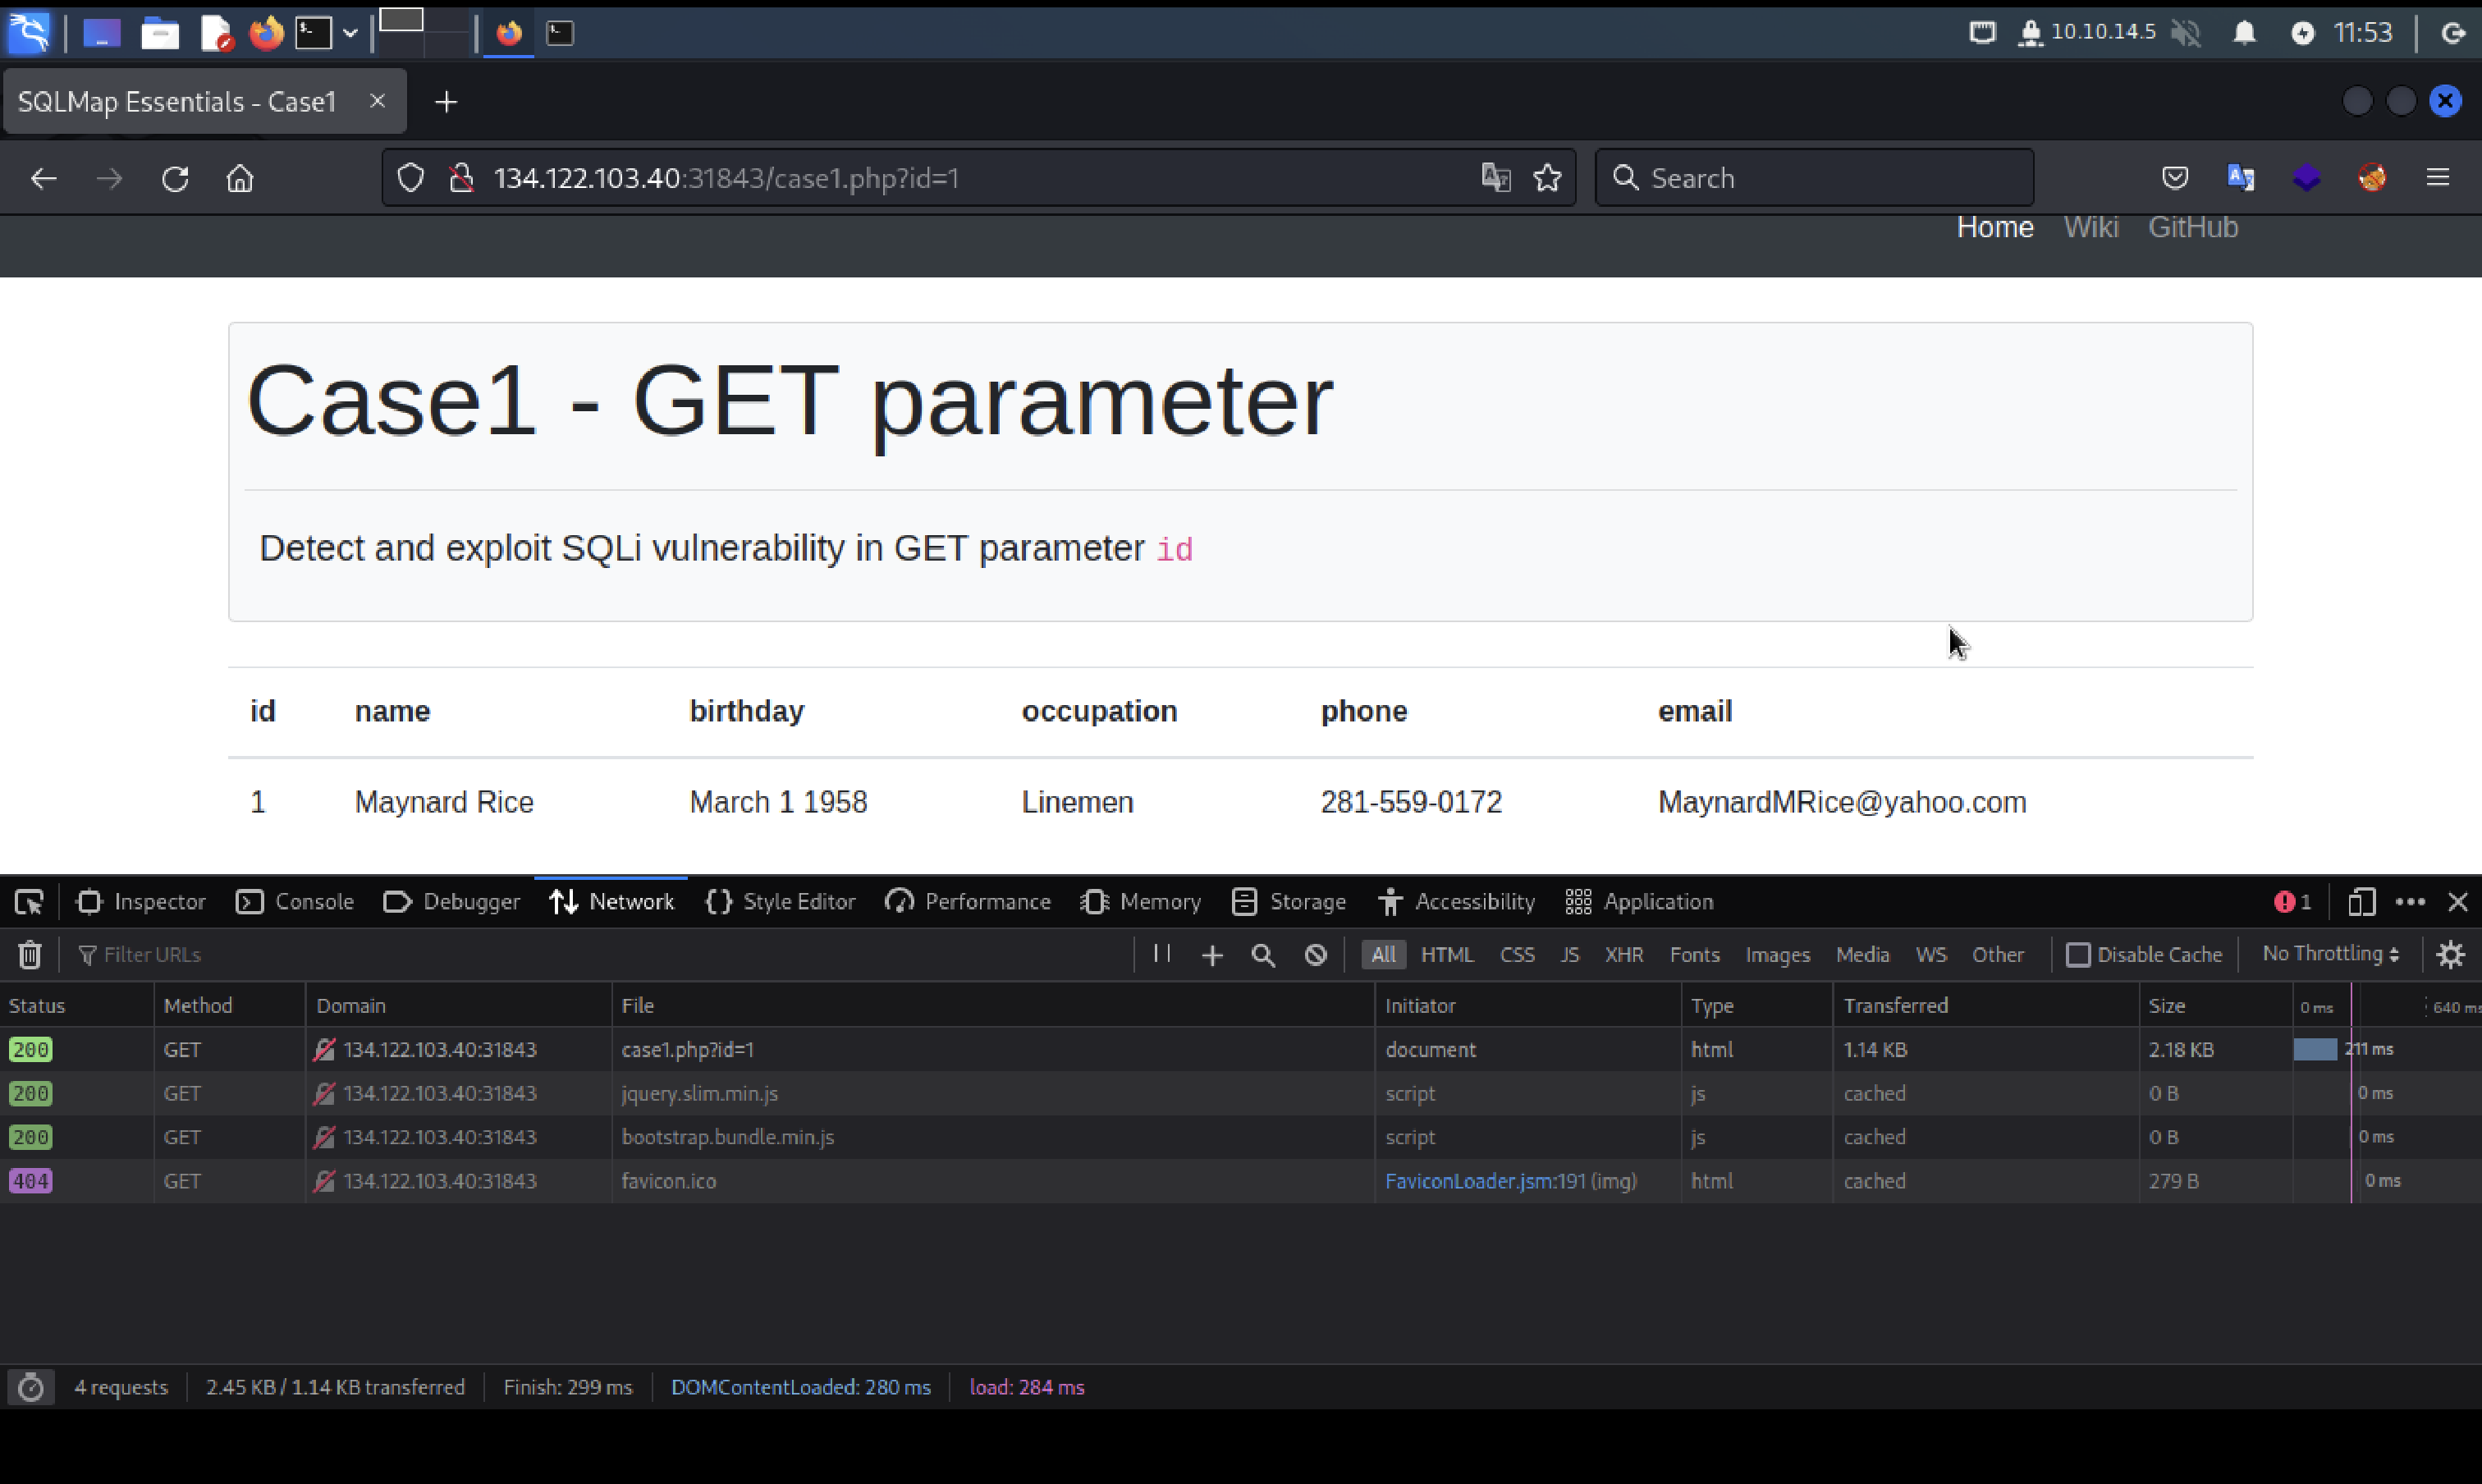 10.10.14.5 11:53
SQLMap Essentials - Case1
134.122.103.40:31843/case1.php?id=1 Search
Home Wiki GitHub
Case1 - GET parameter
Detect and exploit SQLi vulnerability in GET parameter id
id name birthday occupation phone email
1 Maynard Rice March 1 1958 Linemen 281-559-0172 MaynardMRice@yahoo.com
Inspector Console Debugger Network Style Editor Performance Memory Storage Accessibility Application 1
Filter URLs All HTML CSS JS XHR Fonts Images Media WS Other Disable Cache No Throttling
Status Method Domain File Initiator Type Transferred Size 0 ms 640 ms
200 GET 134.122.103.40:31843 case1.php?id=1 document html 1.14 KB 2.18 KB 211 ms
200 GET 134.122.103.40:31843 jquery.slim.min.js script js cached 0 B 0 ms
200 GET 134.122.103.40:31843 bootstrap.bundle.min.js script js cached 0 B 0 ms
404 GET 134.122.103.40:31843 favicon.ico FaviconLoader.jsm:191 (img) html cached 279 B 0 ms
4 requests 2.45 KB / 1.14 KB transferred Finish: 299 ms DOMContentLoaded: 280 ms load: 284 ms